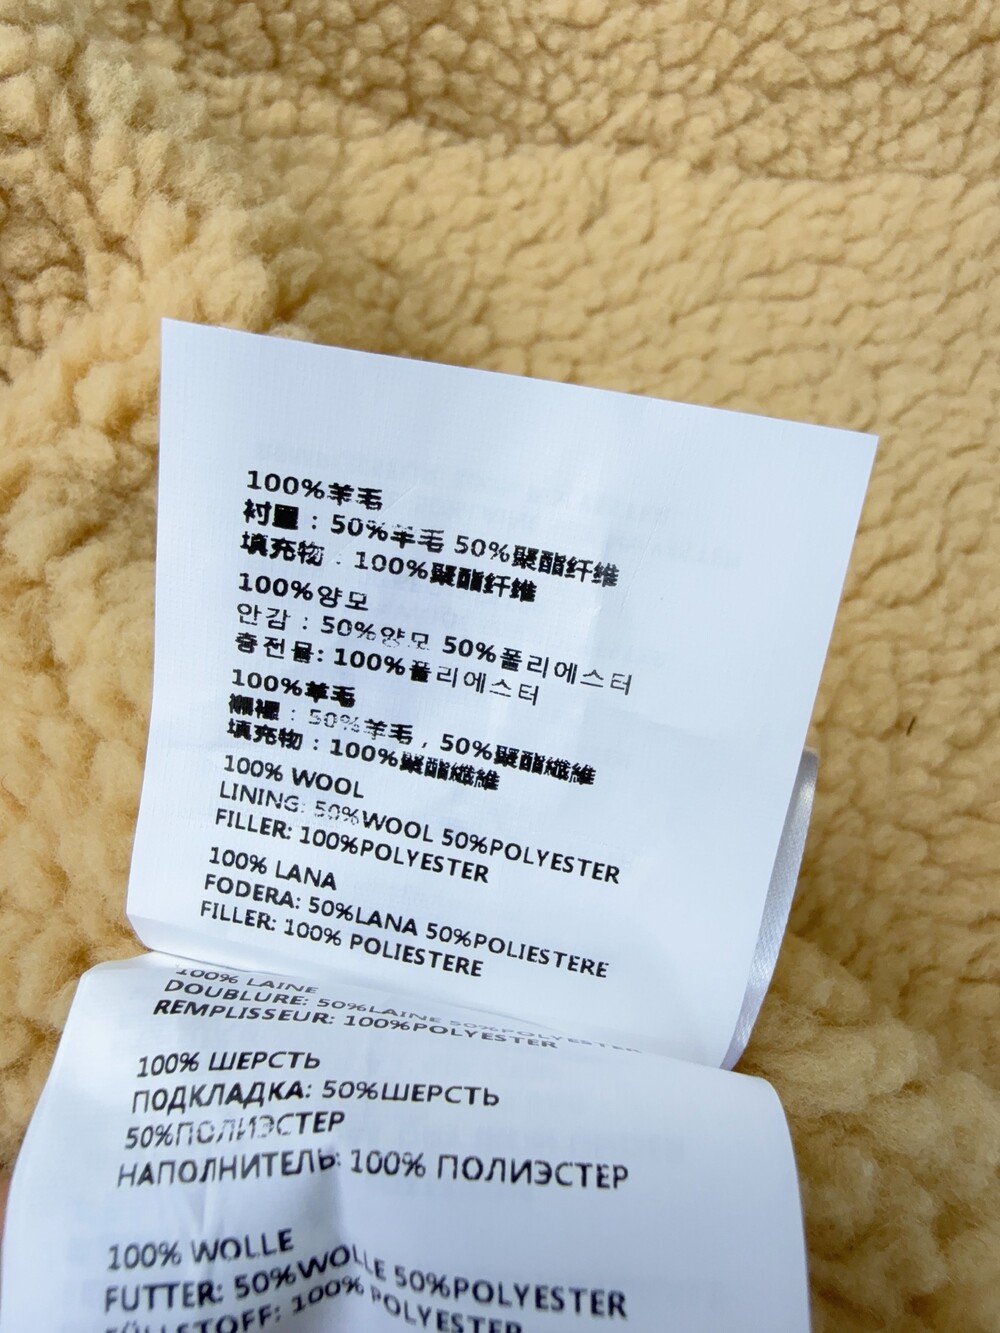 100%羊毛
衬里：50%羊毛 50%聚酯纤维
填充物：100%聚酯纤维
100%양모
안감：50%양모 50%폴리에스터
충전물: 100%폴리에스터
100%羊毛
襯裡：50%羊毛，50%聚酯纖維
填充物：100%聚酯纖維
100% WOOL
LINING: 50%WOOL 50%POLYESTER
FILLER: 100%POLYESTER
100% LANA
FODERA: 50%LANA 50%POLIESTERE
FILLER: 100% POLIESTERE
100% LAINE
DOUBLURE: 50%LAINE 50%POLYESTER
REMPLISSEUR: 100%POLYESTER
100% ШЕРСТЬ
ПОДКЛАДКА: 50%ШЕРСТЬ
50%ПОЛИЭСТЕР
НАПОЛНИТЕЛЬ: 100% ПОЛИЭСТЕР
100% WOLLE
FUTTER: 50%WOLLE 50%POLYESTER
FÜLLSTOFF: 100% POLYESTER